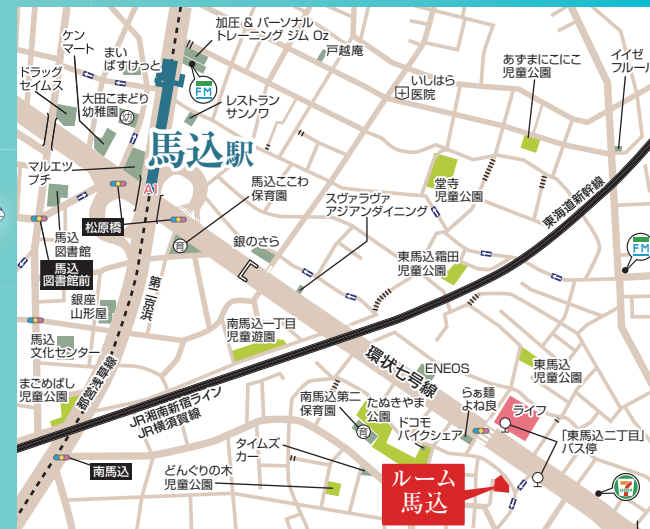 加圧 & パーソナル
トレーニング ジム Oz
ケン
マート
まい
ばすけっと
戸越庵
あずまにこにこ
児童公園
イイゼ
フルール
ドラッグ
セイムス
大田こまどり
幼稚園
幼
FM
レストラン
サンノワ
いしはら
医院
馬込駅
マルエツ
プチ
A1
馬込ここわ
保育園
スヴァラヴァ
アジアンダイニング
堂寺
児童公園
東海道新幹線
松原橋
馬込
図書館
馬込
図書館前
育
銀のさら
東馬込霜田
児童公園
FM
第二京浜
銀座
山形屋
馬込
文化センター
南馬込一丁目
児童遊園
環状七号線
ENEOS
東馬込
児童公園
まごめばし
児童公園
都営浅草線
JR湘南新宿ライン
JR横須賀線
南馬込第二
保育園
育
たぬきやま
公園
ドコモ
バイクシェア
らぁ麺
よね良
ライフ
「東馬込二丁目」
バス停
南馬込
タイムズ
カー
どんぐりの木
児童公園
ルーム
馬込
7